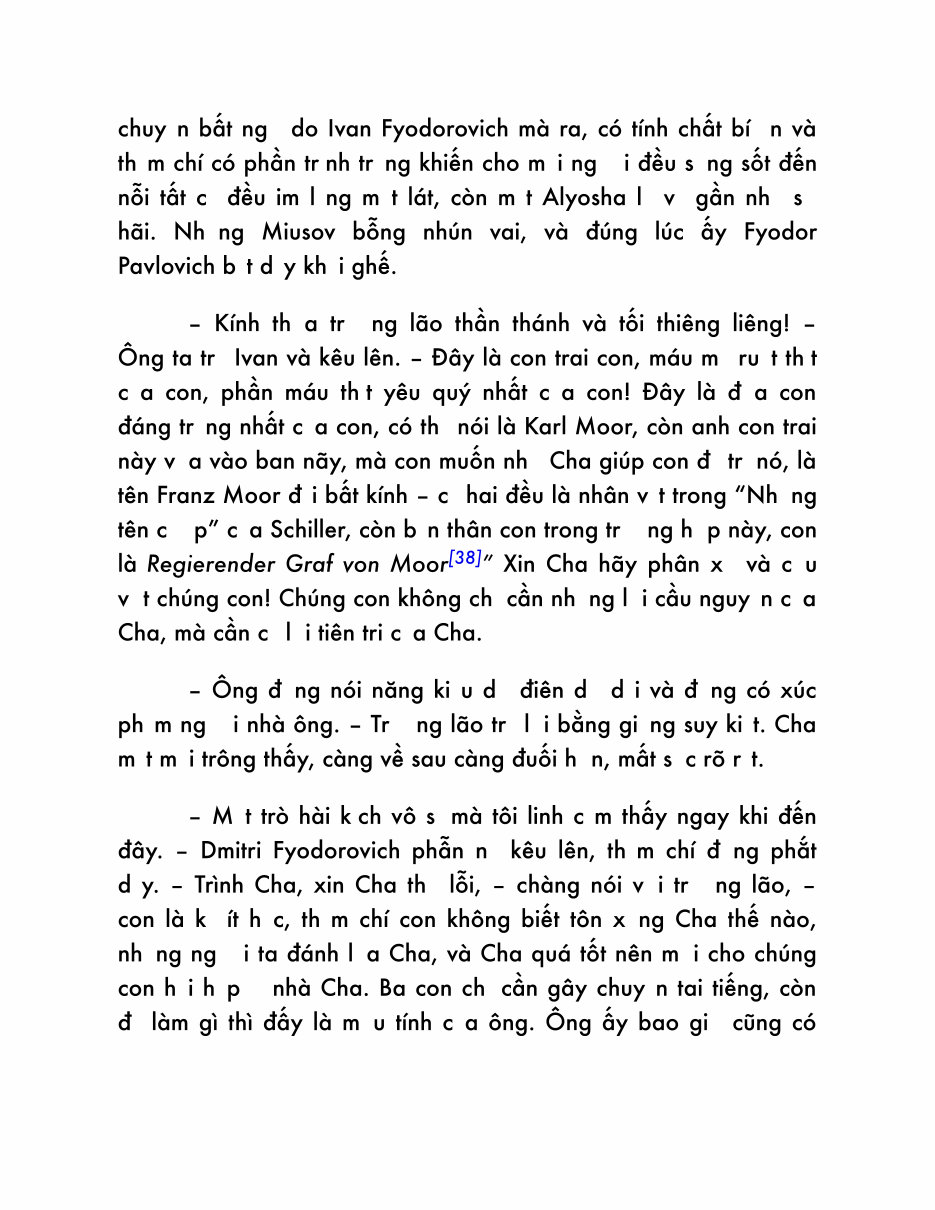 chuy n bất ng   do Ivan Fyodorovich mà ra, có tính chất bí  n và
th m chí có phần tr nh tr ng khiến cho m i ng   i đều s ng sốt đến
nỗi tất c   đều im l ng m t lát, còn m t Alyosha l   v   gần nh   s
hãi. Nh ng Miusov bỗng nhún vai, và đúng lúc ấy Fyodor
Pavlovich b t d y kh i ghế.
– Kính th a tr   ng lão thần thánh và tối thiêng liêng! –
Ông ta tr   Ivan và kêu lên. – Đây là con trai con, máu m   ru t th t
c a con, phần máu th t yêu quý nhất c a con! Đây là đ a con
đáng tr ng nhất c a con, có th   nói là Karl Moor, còn anh con trai
này v a vào ban nãy, mà con muốn nh   Cha giúp con đ   tr   nó, là
tên Franz Moor đ i bất kính – c   hai đều là nhân v t trong “Nh ng
tên c   p” c a Schiller, còn b n thân con trong tr   ng h p này, con
là Regierender Graf von Moor[38]” Xin Cha hãy phân x   và c u
v t chúng con! Chúng con không ch   cần nh ng l i cầu nguy n c a
Cha, mà cần c   l i tiên tri c a Cha.
– Ông đ ng nói năng ki u d   điên d   d i và đ ng có xúc
ph m ng   i nhà ông. – Tr   ng lão tr   l i bằng gi ng suy ki t. Cha
m t m i trông thấy, càng về sau càng đuối h n, mất s c rõ r t.
– M t trò hài k ch vô s   mà tôi linh c m thấy ngay khi đến
đây. – Dmitri Fyodorovich phẫn n   kêu lên, th m chí đ ng phắt
d y. – Trình Cha, xin Cha th   lỗi, – chàng nói v i tr   ng lão, –
con là k   ít h c, th m chí con không biết tôn x ng Cha thế nào,
nh ng ng   i ta đánh l a Cha, và Cha quá tốt nên m i cho chúng
con h i h p   nhà Cha. Ba con ch   cần gây chuy n tai tiếng, còn
đ   làm gì thì đấy là m u tính c a ông. Ông ấy bao gi   cũng có